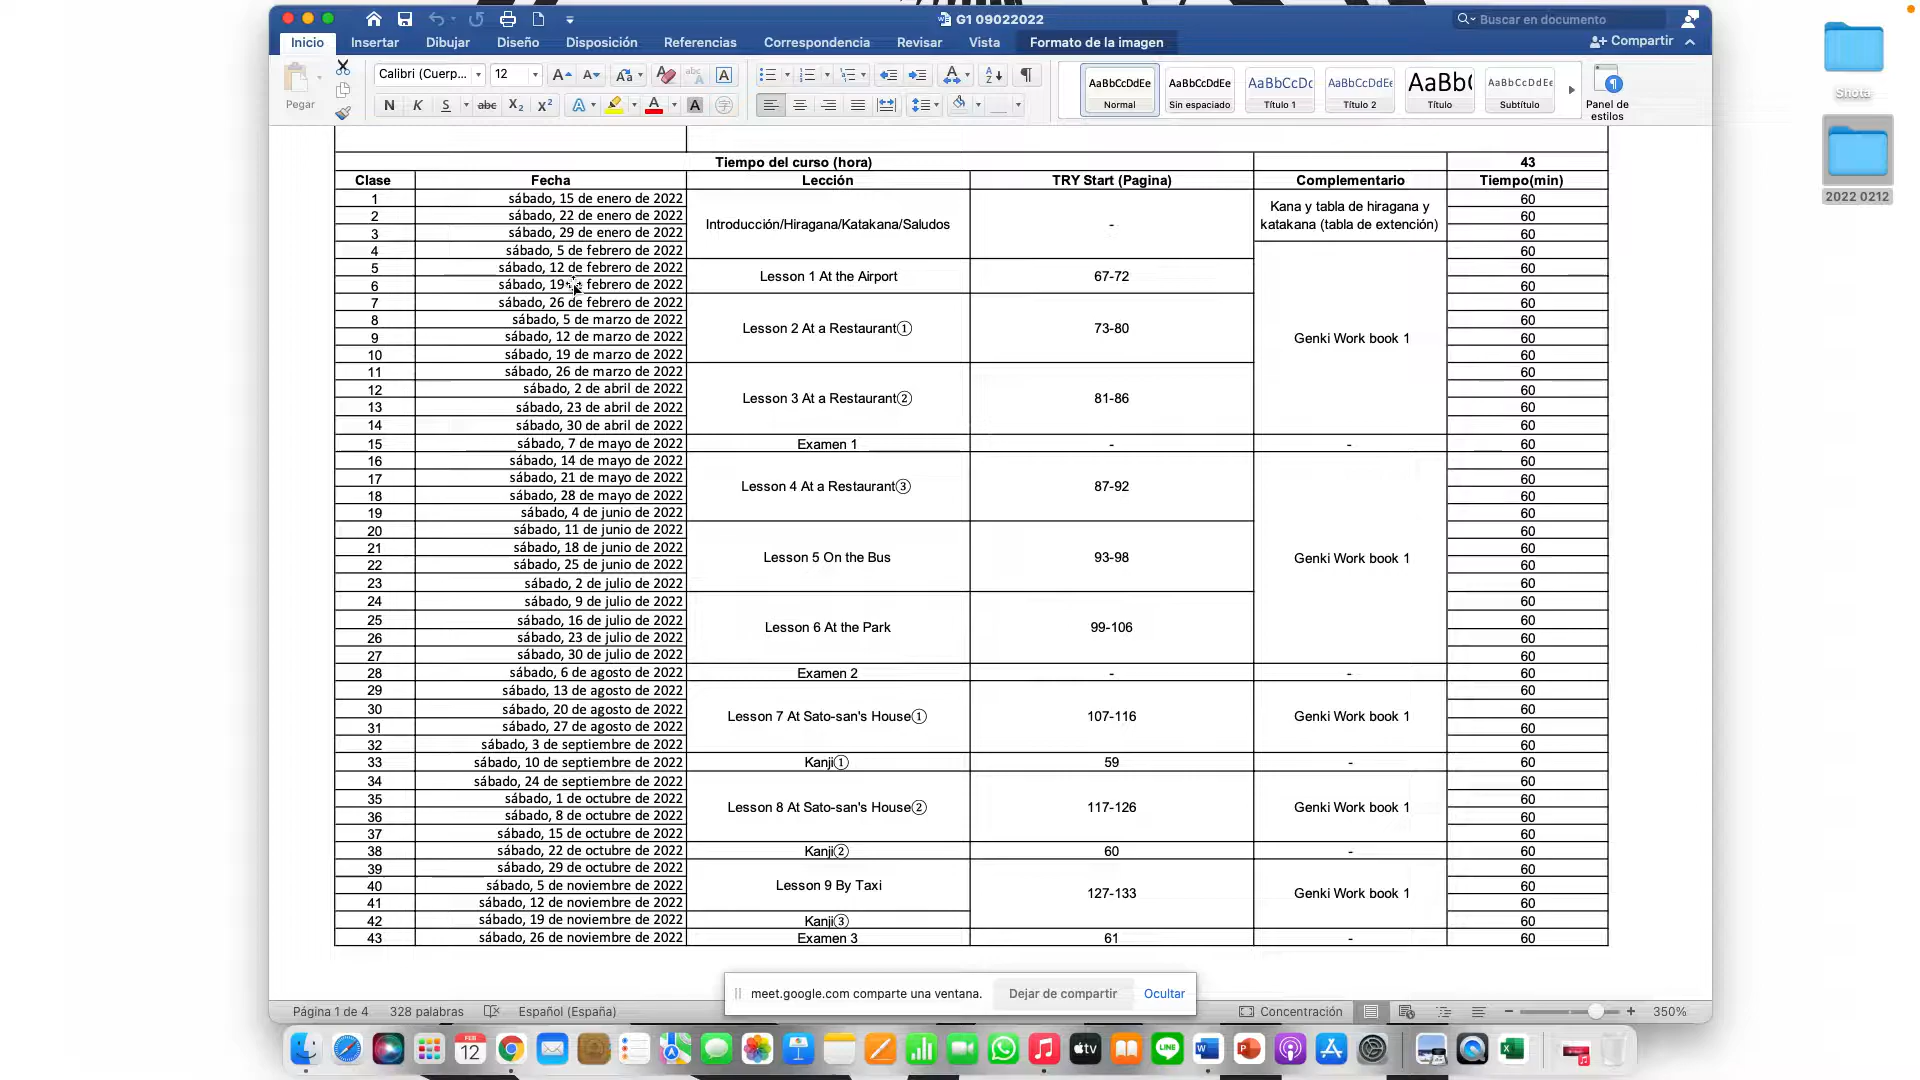 G1 09022022
Buscar en documento
Inicio Insertar Dibujar Diseño Disposición Referencias Correspondencia Revisar Vista Formato de la imagen Compartir
Pegar
Calibri (Cuerp... 12
N K S abc X₂ X²
AaBbCcDdEe AaBbCcDdEe AaBbCcDc AaBbCcDdEe AaBb( AaBbCcDdEe
Normal Sin espaciado Título 1 Título 2 Título Subtítulo
Panel de estilos
Shota
2022 0212
Tiempo del curso (hora) 43
Clase Fecha Lección TRY Start (Pagina) Complementario Tiempo(min)
1 sábado, 15 de enero de 2022 60
2 sábado, 22 de enero de 2022 Introducción/Hiragana/Katakana/Saludos - Kana y tabla de hiragana y katakana (tabla de extención) 60
3 sábado, 29 de enero de 2022 60
4 sábado, 5 de febrero de 2022 60
5 sábado, 12 de febrero de 2022 Lesson 1 At the Airport 67-72 60
6 sábado, 19 febrero de 2022 60
7 sábado, 26 de febrero de 2022 60
8 sábado, 5 de marzo de 2022 Lesson 2 At a Restaurant① 73-80 60
9 sábado, 12 de marzo de 2022 Genki Work book 1 60
10 sábado, 19 de marzo de 2022 60
11 sábado, 26 de marzo de 2022 60
12 sábado, 2 de abril de 2022 Lesson 3 At a Restaurant② 81-86 60
13 sábado, 23 de abril de 2022 60
14 sábado, 30 de abril de 2022 60
15 sábado, 7 de mayo de 2022 Examen 1 - - 60
16 sábado, 14 de mayo de 2022 60
17 sábado, 21 de mayo de 2022 Lesson 4 At a Restaurant③ 87-92 60
18 sábado, 28 de mayo de 2022 60
19 sábado, 4 de junio de 2022 60
20 sábado, 11 de junio de 2022 60
21 sábado, 18 de junio de 2022 Lesson 5 On the Bus 93-98 Genki Work book 1 60
22 sábado, 25 de junio de 2022 60
23 sábado, 2 de julio de 2022 60
24 sábado, 9 de julio de 2022 60
25 sábado, 16 de julio de 2022 Lesson 6 At the Park 99-106 60
26 sábado, 23 de julio de 2022 60
27 sábado, 30 de julio de 2022 60
28 sábado, 6 de agosto de 2022 Examen 2 - - 60
29 sábado, 13 de agosto de 2022 60
30 sábado, 20 de agosto de 2022 Lesson 7 At Sato-san's House① 107-116 Genki Work book 1 60
31 sábado, 27 de agosto de 2022 60
32 sábado, 3 de septiembre de 2022 60
33 sábado, 10 de septiembre de 2022 Kanji① 59 - 60
34 sábado, 24 de septiembre de 2022 60
35 sábado, 1 de octubre de 2022 Lesson 8 At Sato-san's House② 117-126 Genki Work book 1 60
36 sábado, 8 de octubre de 2022 60
37 sábado, 15 de octubre de 2022 60
38 sábado, 22 de octubre de 2022 Kanji② 60 - 60
39 sábado, 29 de octubre de 2022 60
40 sábado, 5 de noviembre de 2022 Lesson 9 By Taxi 127-133 Genki Work book 1 60
41 sábado, 12 de noviembre de 2022 60
42 sábado, 19 de noviembre de 2022 Kanji③ 60
43 sábado, 26 de noviembre de 2022 Examen 3 61 - 60
meet.google.com comparte una ventana. Dejar de compartir Ocultar
Página 1 de 4 328 palabras Español (España) Concentración 350%
FEB 12
tv
LINE